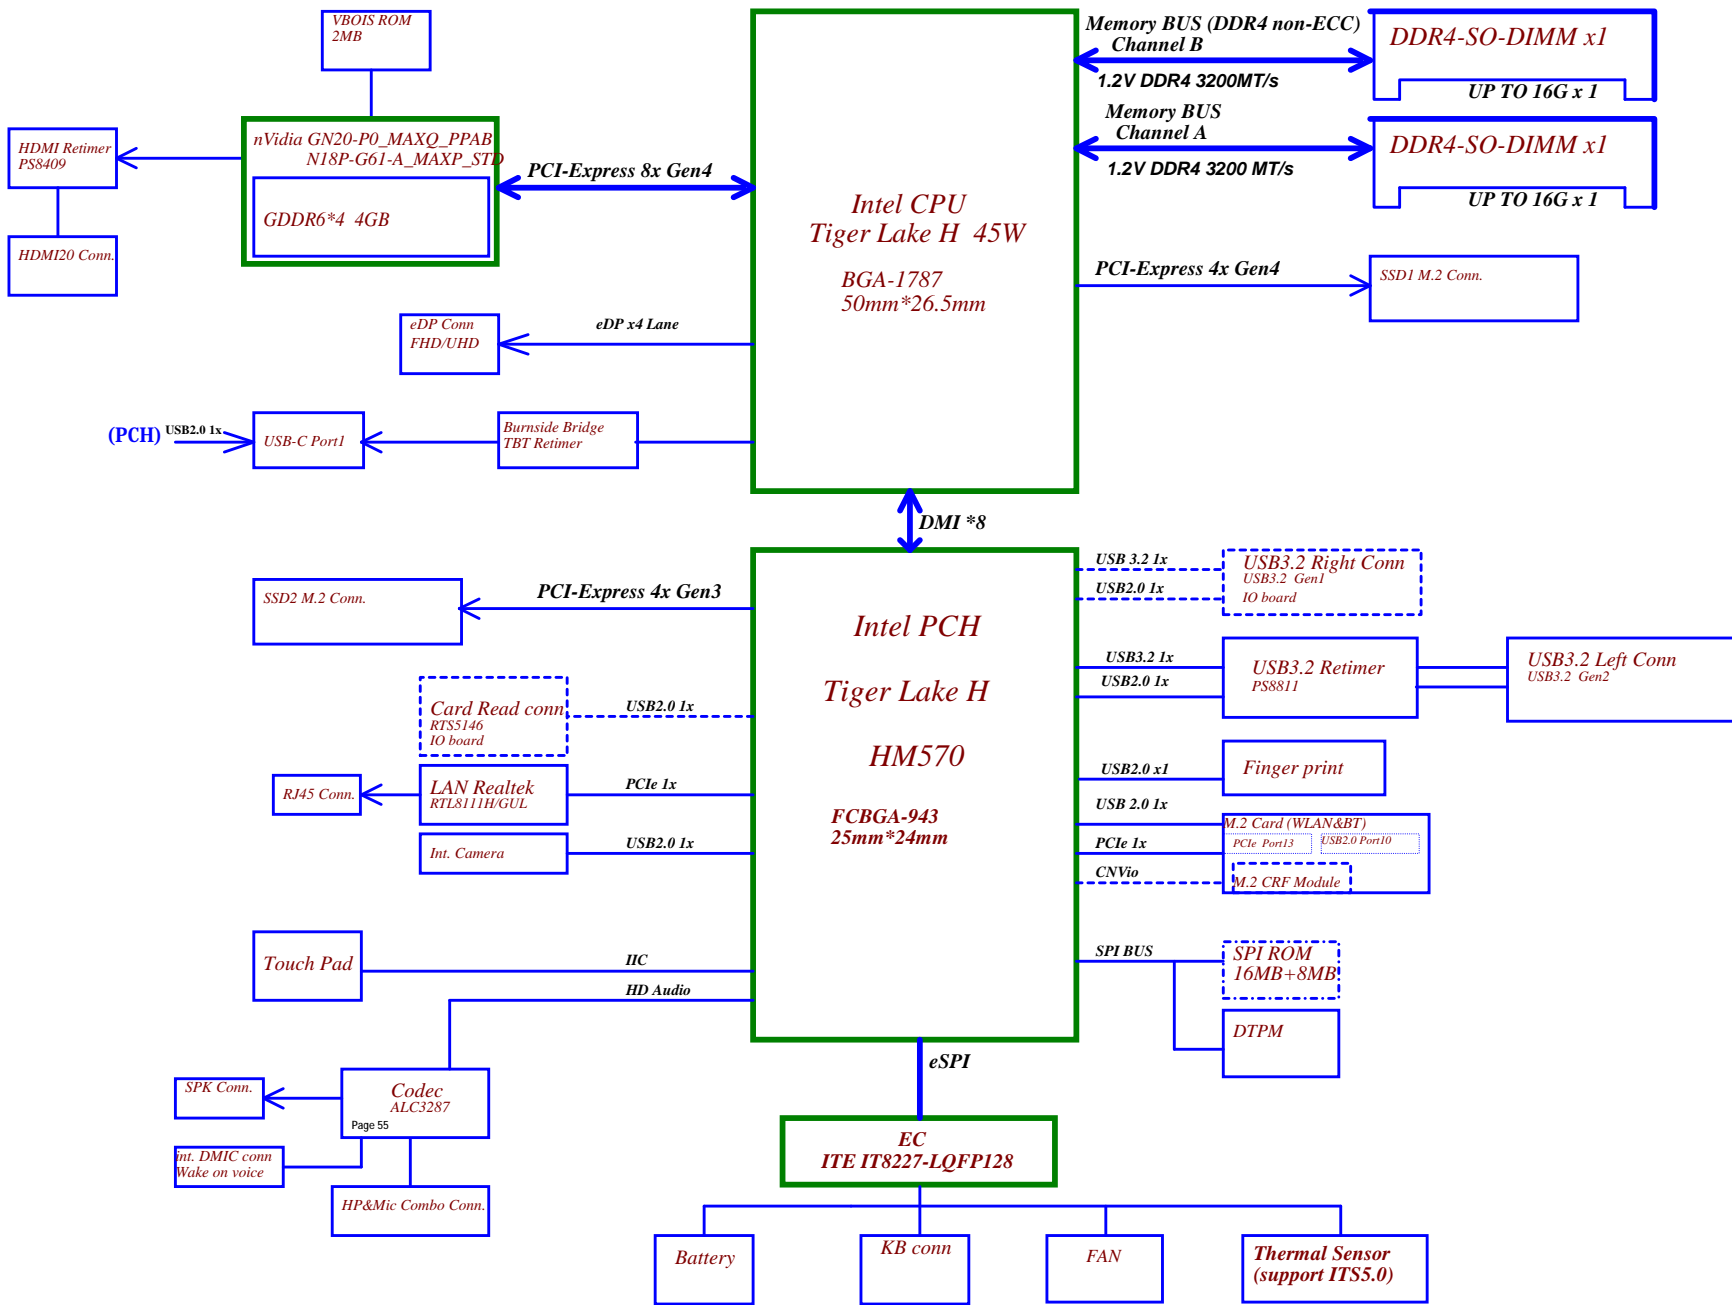 VBOIS ROM
2MB
nVidia GN20-P0_MAXQ_PPAB
N18P-G61-A_MAXP_STD
GDDR6*4 4GB
HDMI Retimer
PS8409
HDMI20 Conn.
PCI-Express 8x Gen4
eDP Conn
FHD/UHD
eDP x4 Lane
(PCH)
USB2.0 1x
USB-C Port1
Burnside Bridge
TBT Retimer
Intel CPU
Tiger Lake H 45W
BGA-1787
50mm*26.5mm
Memory BUS (DDR4 non-ECC)
Channel B
1.2V DDR4 3200MT/s
DDR4-SO-DIMM x1
UP TO 16G x 1
Memory BUS
Channel A
1.2V DDR4 3200 MT/s
DDR4-SO-DIMM x1
UP TO 16G x 1
PCI-Express 4x Gen4
SSD1 M.2 Conn.
DMI *8
Intel PCH
Tiger Lake H
HM570
FCBGA-943
25mm*24mm
SSD2 M.2 Conn.
PCI-Express 4x Gen3
Card Read conn
RTS5146
IO board
USB2.0 1x
RJ45 Conn.
LAN Realtek
RTL8111H/GUL
PCIe 1x
Int. Camera
USB2.0 1x
Touch Pad
IIC
HD Audio
SPK Conn.
Codec
ALC3287
Page 55
int. DMIC conn
Wake on voice
HP&Mic Combo Conn.
USB 3.2 1x
USB2.0 1x
USB3.2 Right Conn
USB3.2 Gen1
IO board
USB3.2 1x
USB2.0 1x
USB3.2 Retimer
PS8811
USB3.2 Left Conn
USB3.2 Gen2
USB2.0 x1
Finger print
USB 2.0 1x
PCIe 1x
CNVio
M.2 Card (WLAN&BT)
PCIe Port13
USB2.0 Port10
M.2 CRF Module
SPI BUS
SPI ROM
16MB+8MB
DTPM
eSPI
EC
ITE IT8227-LQFP128
Battery
KB conn
FAN
Thermal Sensor
(support ITS5.0)